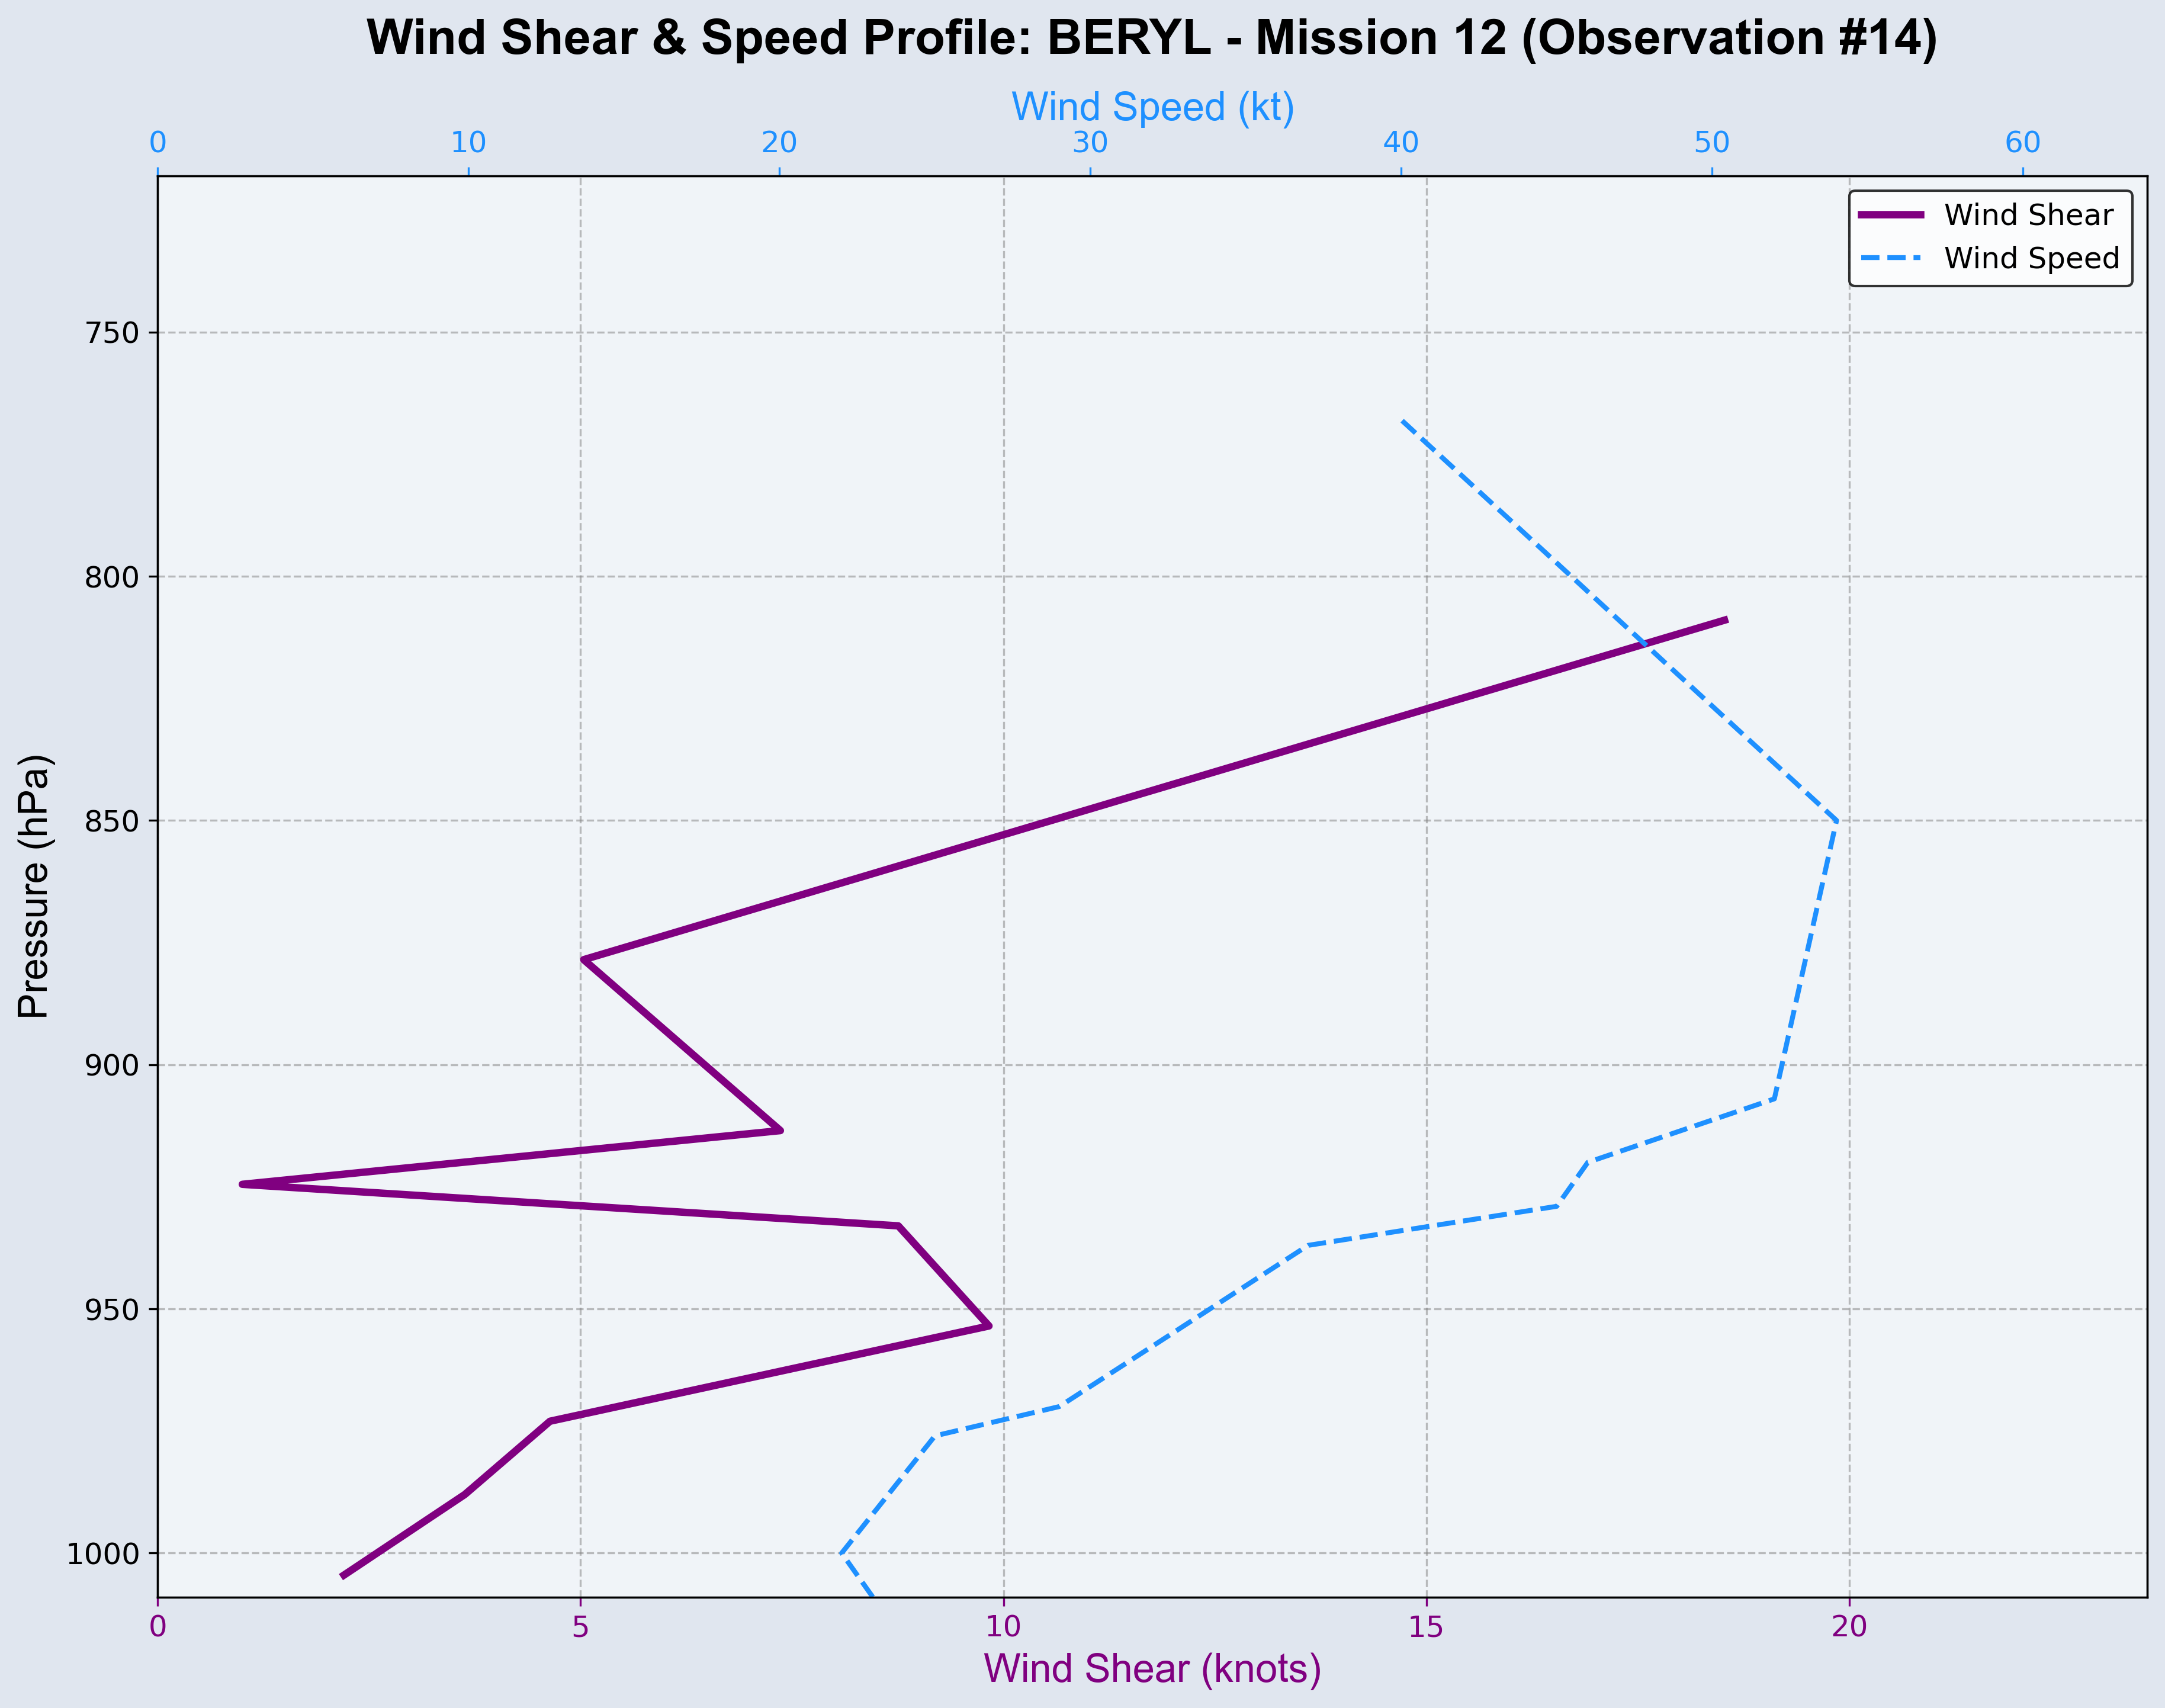 Wind Shear & Speed Profile: BERYL - Mission 12 (Observation #14)
Wind Speed (kt)
0 10 20 30 40 50 60
Wind Shear
Wind Speed
Pressure (hPa)
750
800
850
900
950
1000
0 5 10 15 20
Wind Shear (knots)